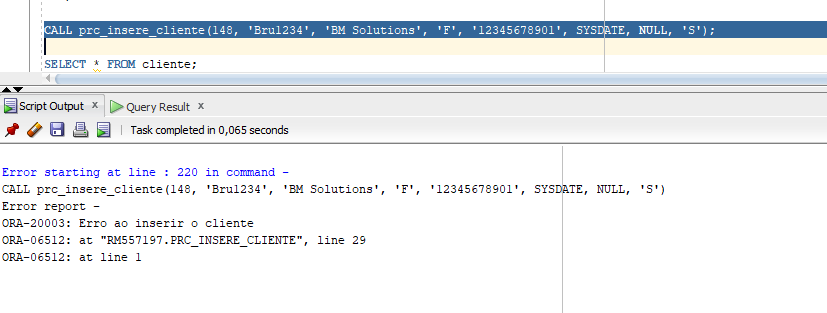 CALL prc_insere_cliente(148, 'Bru1234', 'BM Solutions', 'F', '12345678901', SYSDATE, NULL, 'S');
SELECT * FROM cliente;
Script Output x Query Result x
Task completed in 0,065 seconds
Error starting at line : 220 in command -
CALL prc_insere_cliente(148, 'Bru1234', 'BM Solutions', 'F', '12345678901', SYSDATE, NULL, 'S')
Error report -
ORA-20003: Erro ao inserir o cliente
ORA-06512: at "RM557197.PRC_INSERE_CLIENTE", line 29
ORA-06512: at line 1